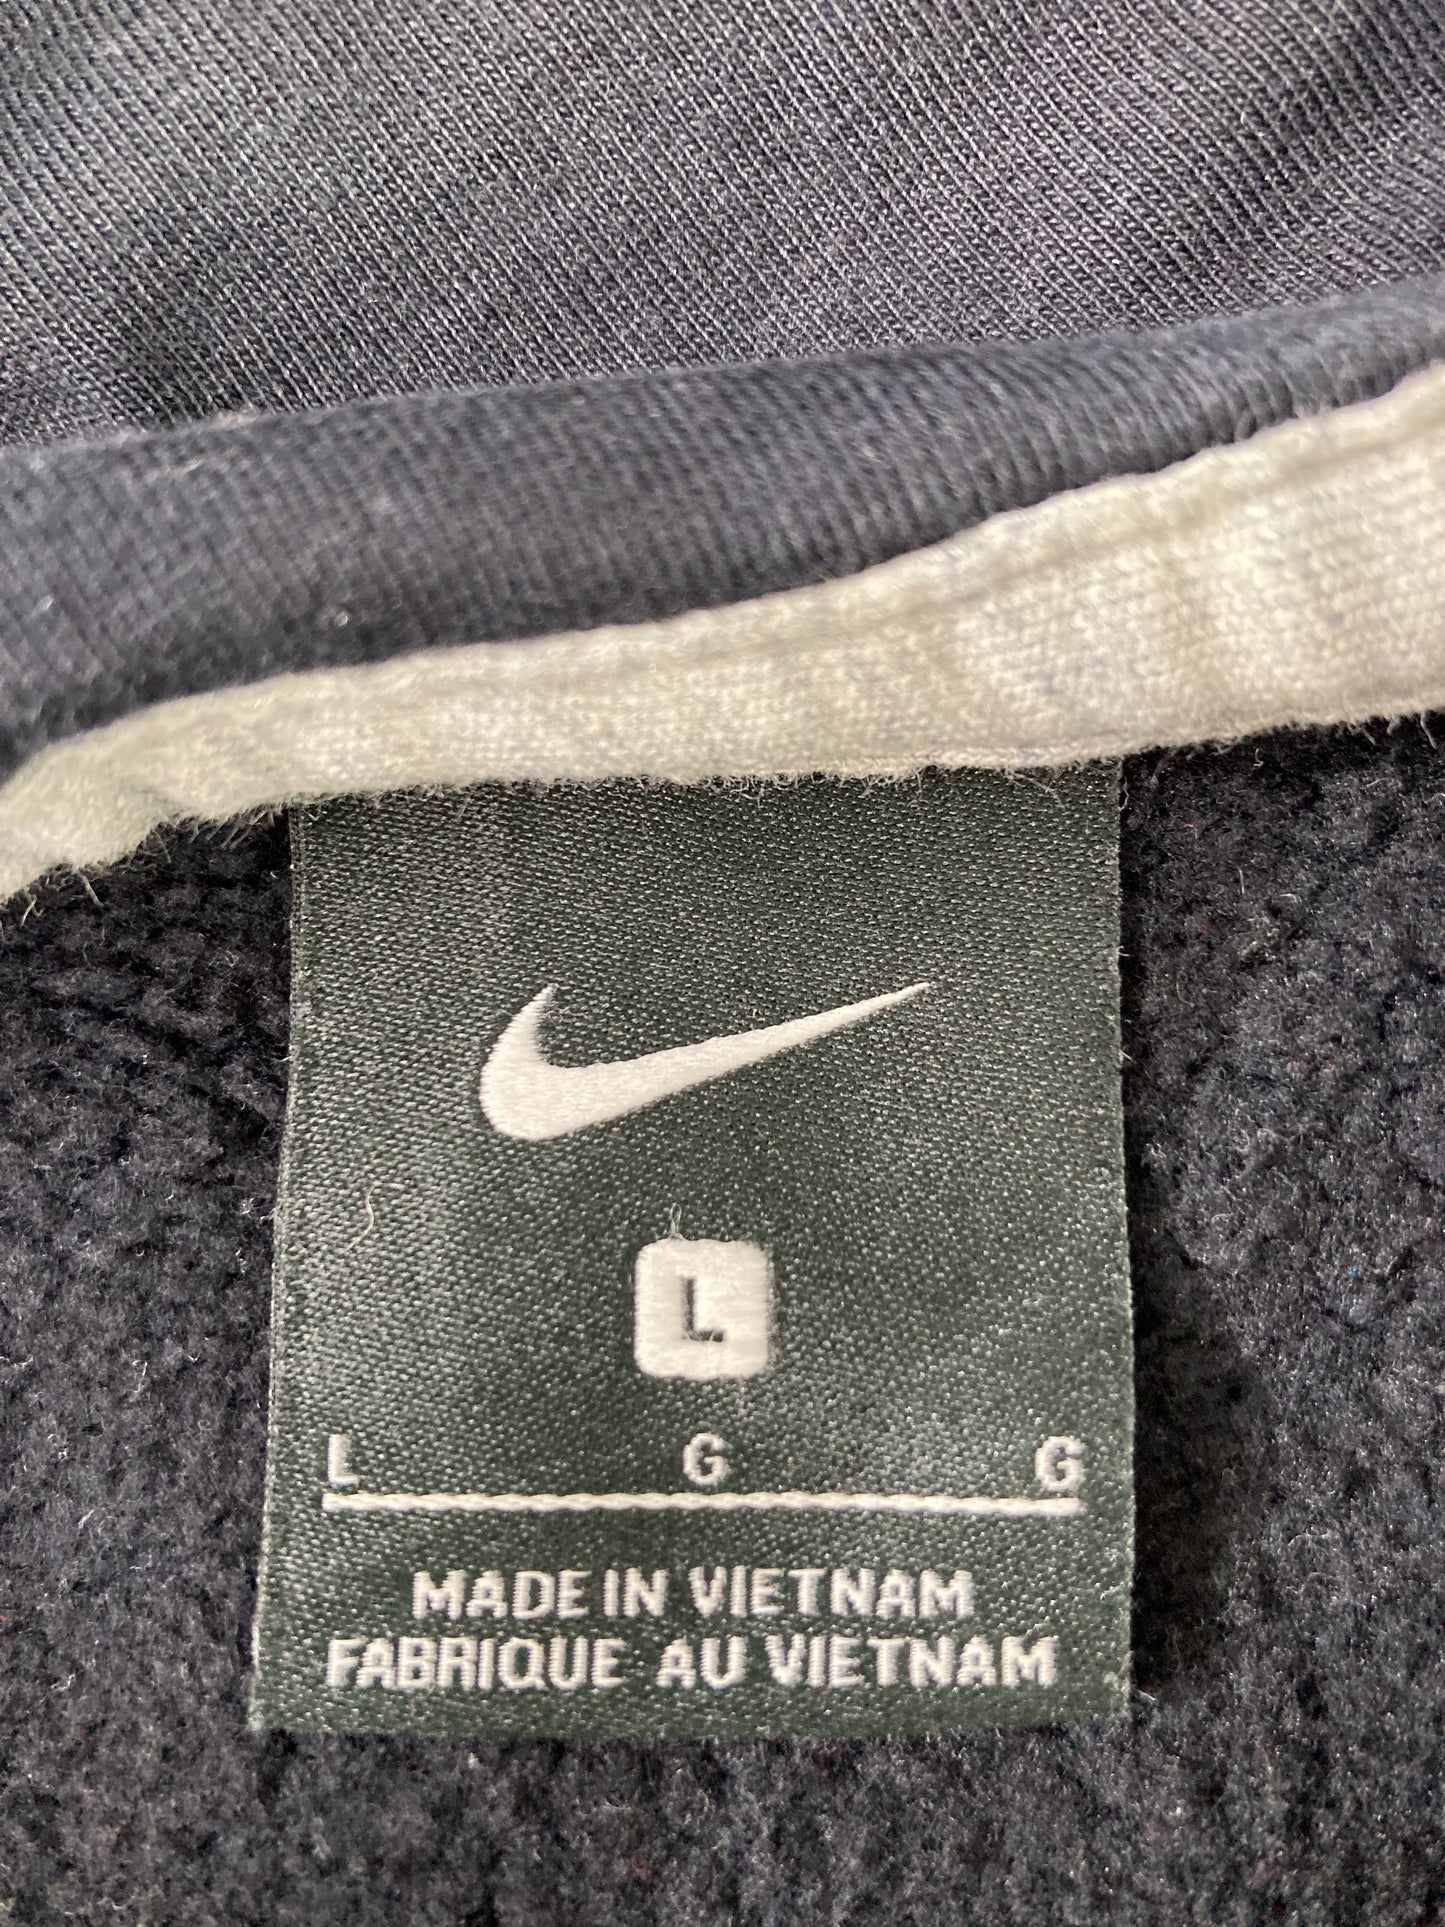 L
L G G
MADE IN VIETNAM
FABRIQUE AU VIETNAM